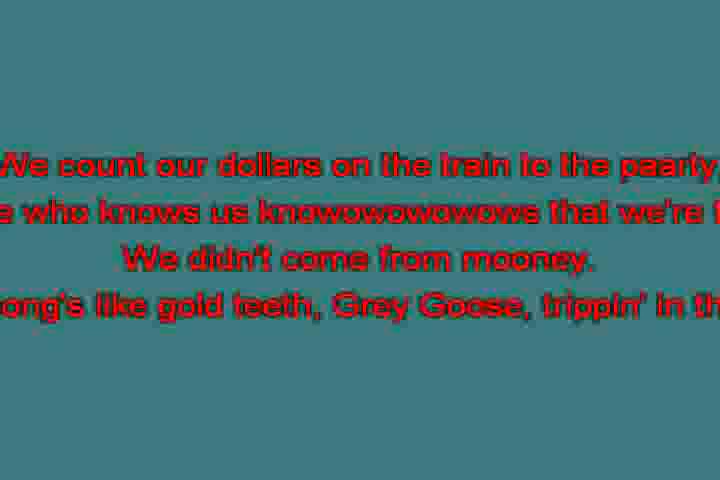 We count our dollars on the train to the paarty,
e who knows us knowowowowows that we're
We didn't come from mooney.
ong's like gold teeth, Grey Goose, trippin' in th